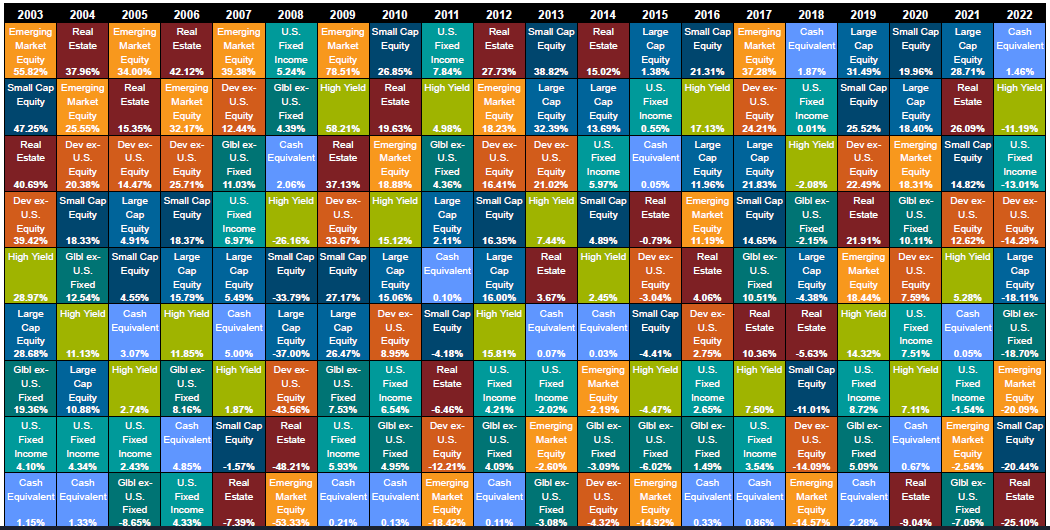 2003 2004 2005 2006 2007 2008 2009 2010 2011 2012 2013 2014 2015 2016 2017 2018 2019 2020 2021 2022
Emerging Market Equity 55.82%
Real Estate 37.96%
Emerging Market Equity 34.00%
Real Estate 42.12%
Emerging Market Equity 39.38%
U.S. Fixed Income 5.24%
Emerging Market Equity 78.51%
Small Cap Equity 26.85%
U.S. Fixed Income 7.84%
Real Estate 27.73%
Small Cap Equity 38.82%
Real Estate 15.02%
Large Cap Equity 1.38%
Small Cap Equity 21.31%
Emerging Market Equity 37.28%
Cash Equivalent 1.87%
Large Cap Equity 31.49%
Small Cap Equity 19.96%
Large Cap Equity 28.71%
Cash Equivalent 1.46%
Small Cap Equity 47.25%
Emerging Market Equity 25.55%
Real Estate 15.35%
Emerging Market Equity 32.17%
Dev ex-U.S. Equity 12.44%
Glbl ex-U.S. Fixed 4.39%
High Yield 58.21%
Real Estate 19.63%
High Yield 4.98%
Emerging Market Equity 18.23%
Large Cap Equity 32.39%
Large Cap Equity 13.69%
U.S. Fixed Income 0.55%
High Yield 17.13%
Dev ex-U.S. Equity 24.21%
U.S. Fixed Income 0.01%
Small Cap Equity 25.52%
Large Cap Equity 18.40%
Real Estate 26.09%
High Yield -11.19%
Real Estate 40.69%
Dev ex-U.S. Equity 20.38%
Dev ex-U.S. Equity 14.47%
Dev ex-U.S. Equity 25.71%
Glbl ex-U.S. Fixed 11.03%
Cash Equivalent 2.06%
Real Estate 37.13%
Emerging Market Equity 18.88%
Glbl ex-U.S. Fixed 4.36%
Dev ex-U.S. Equity 16.41%
Dev ex-U.S. Equity 21.02%
U.S. Fixed Income 5.97%
Cash Equivalent 0.05%
Large Cap Equity 11.96%
Large Cap Equity 21.83%
High Yield -2.08%
Dev ex-U.S. Equity 22.49%
Emerging Market Equity 18.31%
Small Cap Equity 14.82%
U.S. Fixed Income -13.01%
Dev ex-U.S. Equity 39.42%
Small Cap Equity 18.33%
Large Cap Equity 4.91%
Small Cap Equity 18.37%
U.S. Fixed Income 6.97%
High Yield -26.16%
Dev ex-U.S. Equity 33.67%
High Yield 15.12%
Large Cap Equity 2.11%
Small Cap Equity 16.35%
High Yield 7.44%
Small Cap Equity 4.89%
Real Estate -0.79%
Emerging Market Equity 11.19%
Small Cap Equity 14.65%
Glbl ex-U.S. Fixed -2.15%
Real Estate 21.91%
Glbl ex-U.S. Fixed 10.11%
Dev ex-U.S. Equity 12.62%
Dev ex-U.S. Equity -14.29%
High Yield 28.97%
Glbl ex-U.S. Fixed 12.54%
Small Cap Equity 4.55%
Large Cap Equity 15.79%
Large Cap Equity 5.49%
Small Cap Equity -33.79%
Small Cap Equity 27.17%
Large Cap Equity 15.06%
Cash Equivalent 0.10%
Large Cap Equity 16.00%
Real Estate 3.67%
High Yield 2.45%
Dev ex-U.S. Equity -3.04%
Real Estate 4.06%
Glbl ex-U.S. Fixed 10.51%
Large Cap Equity -4.38%
Emerging Market Equity 18.44%
Dev ex-U.S. Equity 7.59%
High Yield 5.28%
Large Cap Equity -18.11%
Large Cap Equity 28.68%
High Yield 11.13%
Cash Equivalent 3.07%
High Yield 11.85%
Cash Equivalent 5.00%
Large Cap Equity -37.00%
Large Cap Equity 26.47%
Dev ex-U.S. Equity 8.95%
Small Cap Equity -4.18%
High Yield 15.81%
Cash Equivalent 0.07%
Cash Equivalent 0.03%
Small Cap Equity -4.41%
Dev ex-U.S. Equity 2.75%
Real Estate 10.36%
Real Estate -5.63%
High Yield 14.32%
U.S. Fixed Income 7.51%
Cash Equivalent 0.05%
Glbl ex-U.S. Fixed -18.70%
Glbl ex-U.S. Fixed 19.36%
Large Cap Equity 10.88%
High Yield 2.74%
Glbl ex-U.S. Fixed 8.16%
High Yield 1.87%
Dev ex-U.S. Equity -43.56%
Glbl ex-U.S. Fixed 7.53%
U.S. Fixed Income 6.54%
Real Estate -6.46%
U.S. Fixed Income 4.21%
U.S. Fixed Income -2.02%
Emerging Market Equity -2.19%
High Yield -4.47%
U.S. Fixed Income 2.65%
High Yield 7.50%
Small Cap Equity -11.01%
U.S. Fixed Income 8.72%
High Yield 7.11%
U.S. Fixed Income -1.54%
Emerging Market Equity -20.09%
U.S. Fixed Income 4.10%
U.S. Fixed Income 4.34%
U.S. Fixed Income 2.43%
Cash Equivalent 4.85%
Small Cap Equity -1.57%
Real Estate -48.21%
U.S. Fixed Income 5.93%
Glbl ex-U.S. Fixed 4.95%
Dev ex-U.S. Equity -12.21%
Glbl ex-U.S. Fixed 4.09%
Emerging Market Equity -2.60%
Glbl ex-U.S. Fixed -3.09%
Glbl ex-U.S. Fixed -6.02%
Glbl ex-U.S. Fixed 1.49%
U.S. Fixed Income 3.54%
Dev ex-U.S. Equity -14.09%
Glbl ex-U.S. Fixed 5.09%
Cash Equivalent 0.67%
Emerging Market Equity -2.54%
Small Cap Equity -20.44%
Cash Equivalent 1.15%
Cash Equivalent 1.33%
Glbl ex-U.S. Fixed -8.65%
U.S. Fixed Income 4.33%
Real Estate -7.39%
Emerging Market Equity -53.33%
Cash Equivalent 0.21%
Cash Equivalent 0.13%
Emerging Market Equity -18.42%
Cash Equivalent 0.11%
Glbl ex-U.S. Fixed -3.08%
Dev ex-U.S. Equity -4.32%
Emerging Market Equity -14.92%
Cash Equivalent 0.33%
Cash Equivalent 0.86%
Emerging Market Equity -14.57%
Cash Equivalent 2.28%
Real Estate -9.04%
Glbl ex-U.S. Fixed -7.05%
Real Estate -25.10%